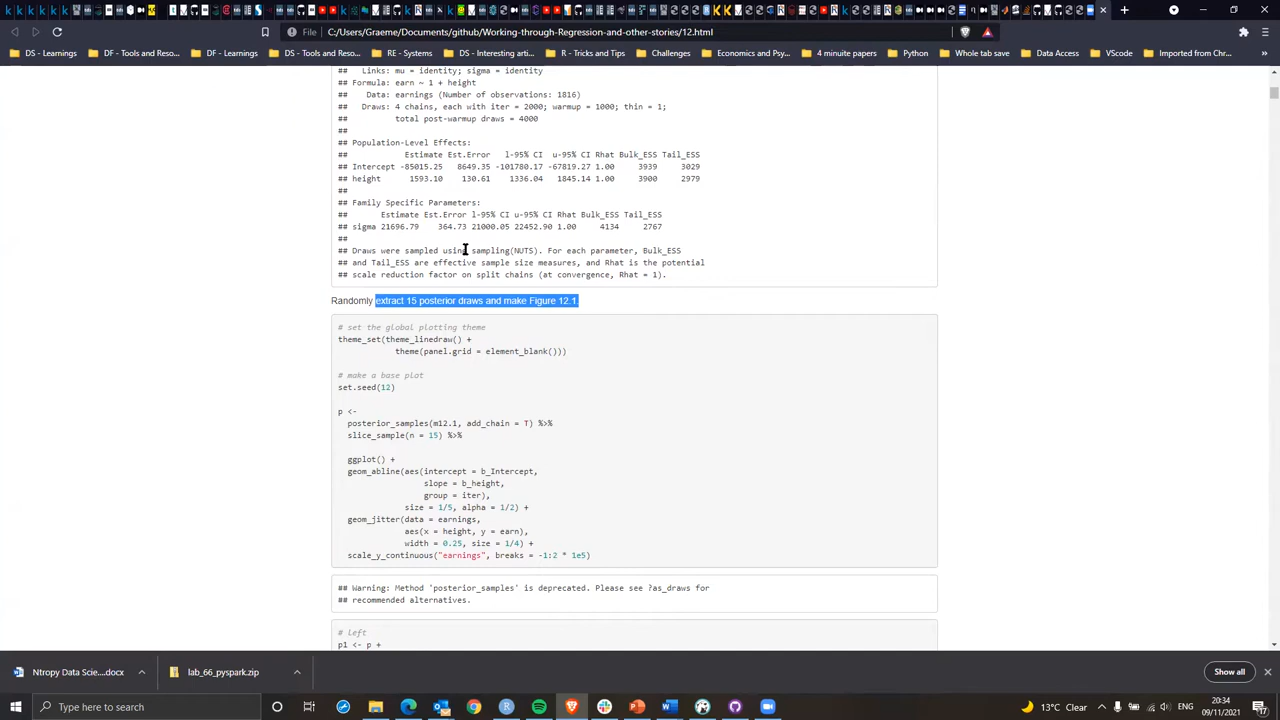 C:/Users/Graeme/Documents/github/Working-through-Regression-and-other-stories/12.html
DS - Learnings
DF - Tools and Reso...
DF - Learnings
DS - Tools and Reso...
RE - Systems
DS - Interesting arti...
R - Tricks and Tips
Challenges
Economics and Psy...
4 minute papers
Python
Whole tab save
Data Access
VScode
Imported from Chr...
File
## Links: mu = identity; sigma = identity
## Formula: earn ~ 1 + height
## Data: earnings (Number of observations: 1816)
## Draws: 4 chains, each with iter = 2000; warmup = 1000; thin = 1;
## total post-warmup draws = 4000
##
## Population-Level Effects:
## Estimate Est.Error l-95% CI u-95% CI Rhat Bulk_ESS Tail_ESS
## Intercept -85015.25 8649.35 -101780.17 -67819.27 1.00 3939 3029
## height 1593.10 130.61 1336.04 1845.14 1.00 3900 2979
##
## Family Specific Parameters:
## Estimate Est.Error l-95% CI u-95% CI Rhat Bulk_ESS Tail_ESS
## sigma 21696.79 364.73 21000.05 22452.90 1.00 4134 2767
##
## Draws were sampled using sampling(NUTS). For each parameter, Bulk_ESS
## and Tail_ESS are effective sample size measures, and Rhat is the potential
## scale reduction factor on split chains (at convergence, Rhat = 1).
Randomly extract 15 posterior draws and make Figure 12.1.
# set the global plotting theme
theme_set(theme_linedraw() +
theme(panel.grid = element_blank()))
# make a base plot
set.seed(12)
p <-
posterior_samples(m12.1, add_chain = T) %>%
slice_sample(n = 15) %>%
ggplot() +
geom_abline(aes(intercept = b_Intercept,
slope = b_height,
group = iter),
size = 1/5, alpha = 1/2) +
geom_jitter(data = earnings,
aes(x = height, y = earn),
width = 0.25, size = 1/4) +
scale_y_continuous("earnings", breaks = -1:2 * 1e5)
## Warning: Method 'posterior_samples' is deprecated. Please see ?as_draws for
## recommended alternatives.
# left
p1 <- p +
Ntropy Data Scie....docx
lab_66_pyspark.zip
Show all
Type here to search
13°C Clear
ENG
20:34
09/11/2021